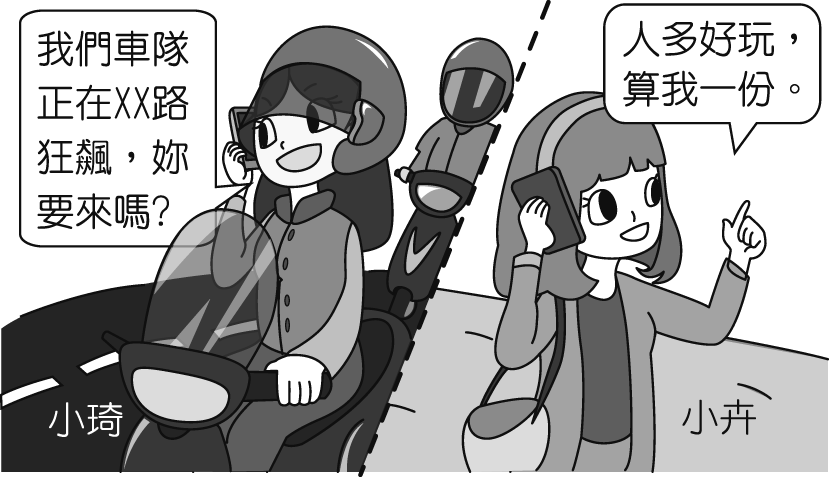 我們車隊
正在XX路
狂飆，妳
要來嗎?
人多好玩，
算我一份。
小琦
小卉